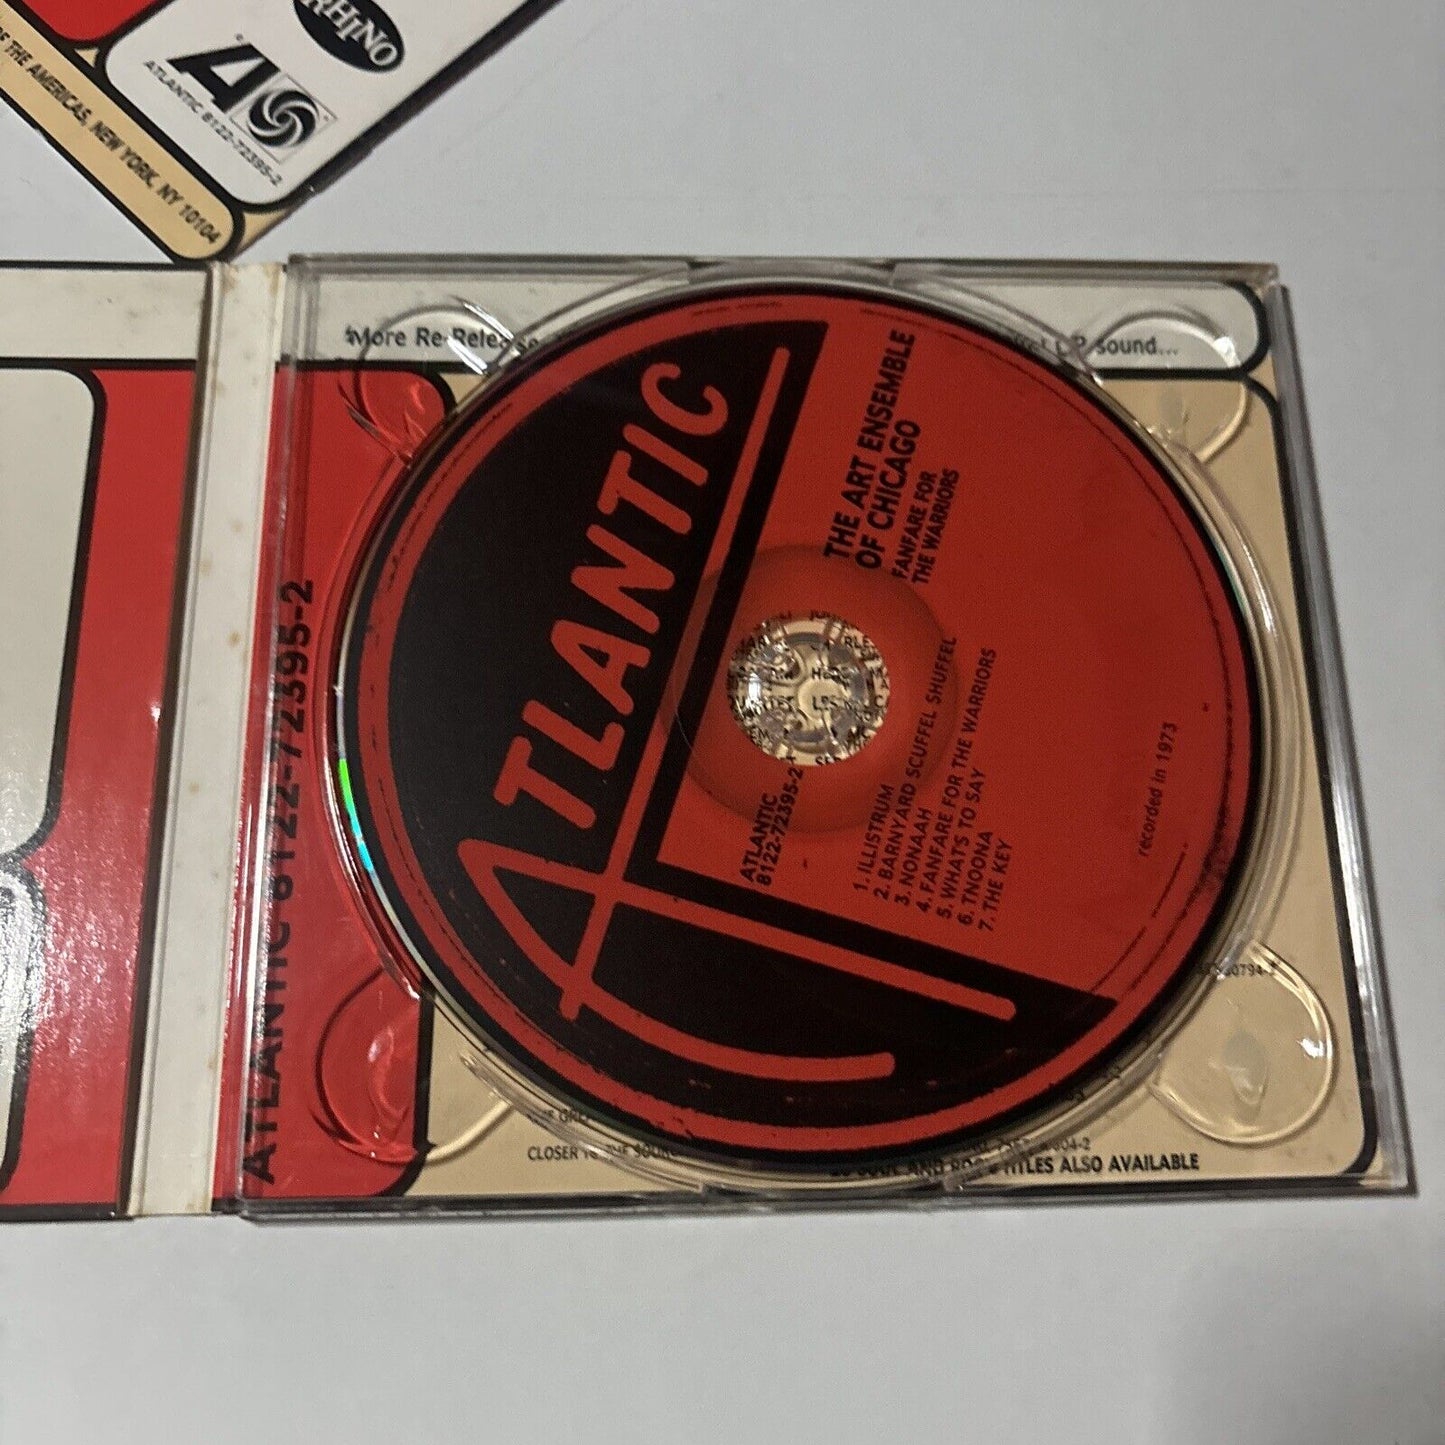 RHINO
ATLANTIC 8122-72395-2
THE AMERICAS, NEW YORK, NY 10104
More Re-Release
sound...
ATLANTIC 8122-72395-2
ATLANTIC
THE ART ENSEMBLE
OF CHICAGO
FANFARE FOR
THE WARRIORS
ATLANTIC
8122-72395-2
1. ILLISTRUM
2. BARNYARD SCUFFEL SHUFFEL
3. NONAAH
4. FANFARE FOR THE WARRIORS
5. WHATS TO SAY
6. TNOONA
7. THE KEY
recorded in 1973
CLOSER TO THE
AND TITLES ALSO AVAILABLE